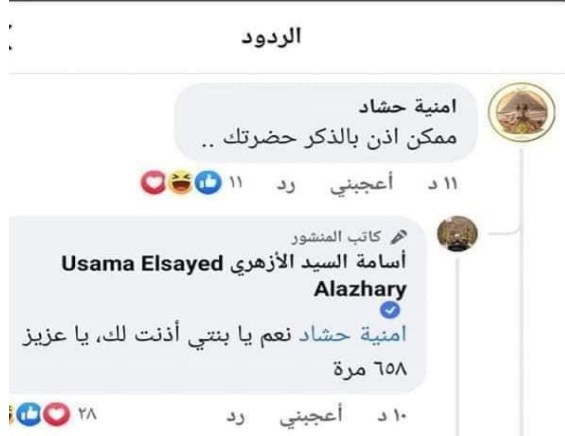 الردود
امنية حشاد
ممكن اذن بالذكر حضرتك ..
١١ د أعجبني رد ١١
كاتب المنشور
أسامة السيد الأزهري Usama Elsayed
Alazhary
امنية حشاد نعم يا بنتي أذنت لك، يا عزيز
٦٥٨ مرة
١٠ د أعجبني رد ٢٨